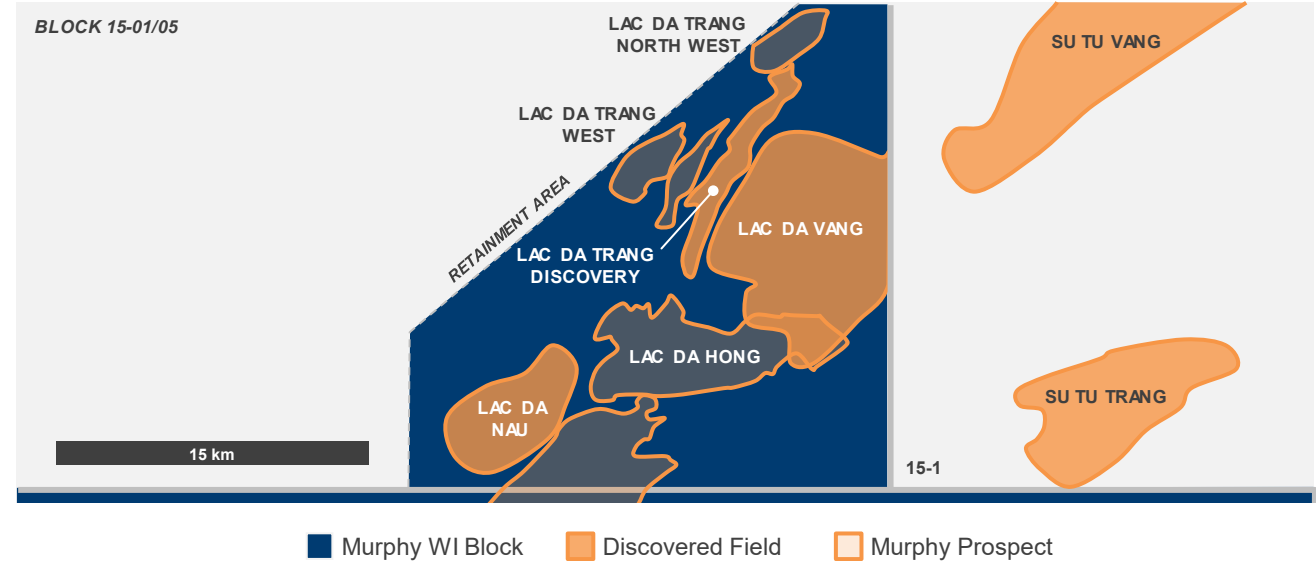 BLOCK 15-01/05
LAC DA TRANG
NORTH WEST
SU TU VANG
LAC DA TRANG
WEST
RETAINMENT AREA
LAC DA VANG
LAC DA TRANG
DISCOVERY
LAC DA HONG
LAC DA
NAU
SU TU TRANG
15 km
15-1
Murphy WI Block
Discovered Field
Murphy Prospect